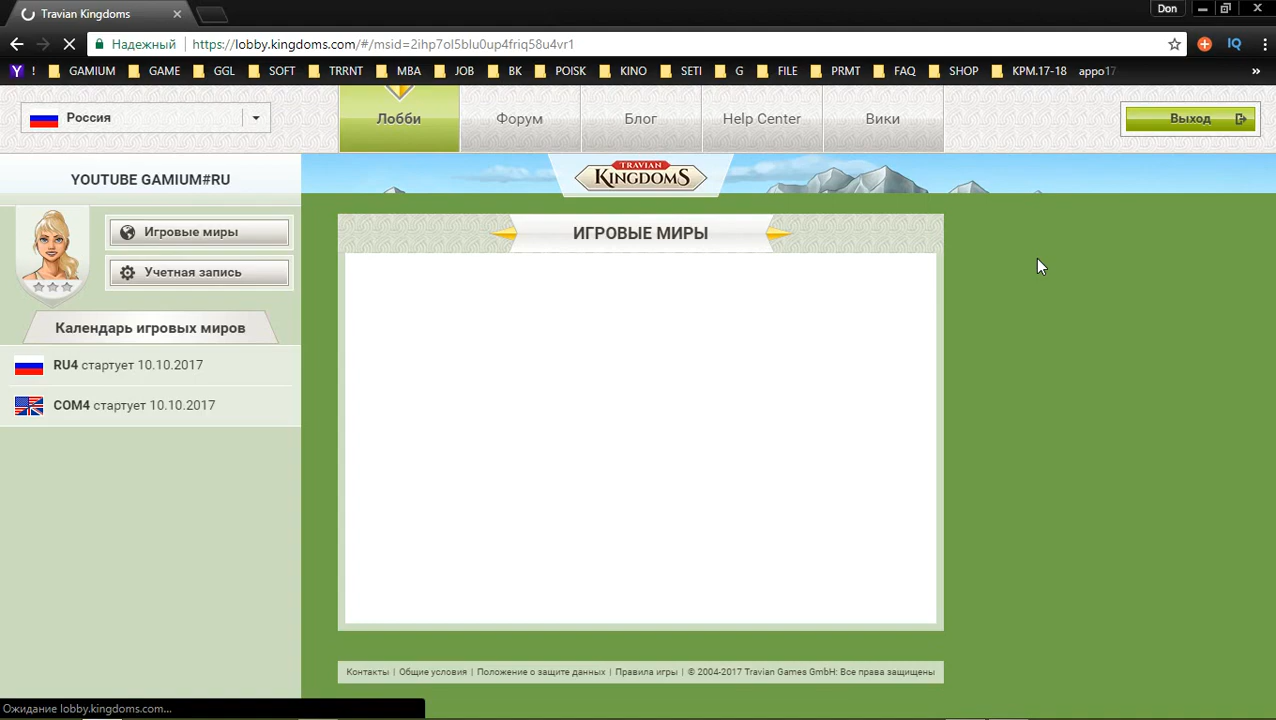 Travian Kingdoms
Don
Надежный
https://lobby.kingdoms.com/#/msid=2ihp7ol5blu0up4friq58u4vr1
IQ
! GAMIUM GAME GGL SOFT TRRNT MBA JOB BK POISK KINO SETI G FILE PRMT FAQ SHOP KPM.17-18 appo17 »
Россия
Лобби
Форум
Блог
Help Center
Вики
Выход
YOUTUBE GAMIUM#RU
TRAVIAN
KINGDOMS
Игровые миры
Учетная запись
ИГРОВЫЕ МИРЫ
Календарь игровых миров
RU4 стартует 10.10.2017
COM4 стартует 10.10.2017
Контакты | Общие условия | Положение о защите данных | Правила игры | © 2004-2017 Travian Games GmbH: Все права защищены
Ожидание lobby.kingdoms.com...